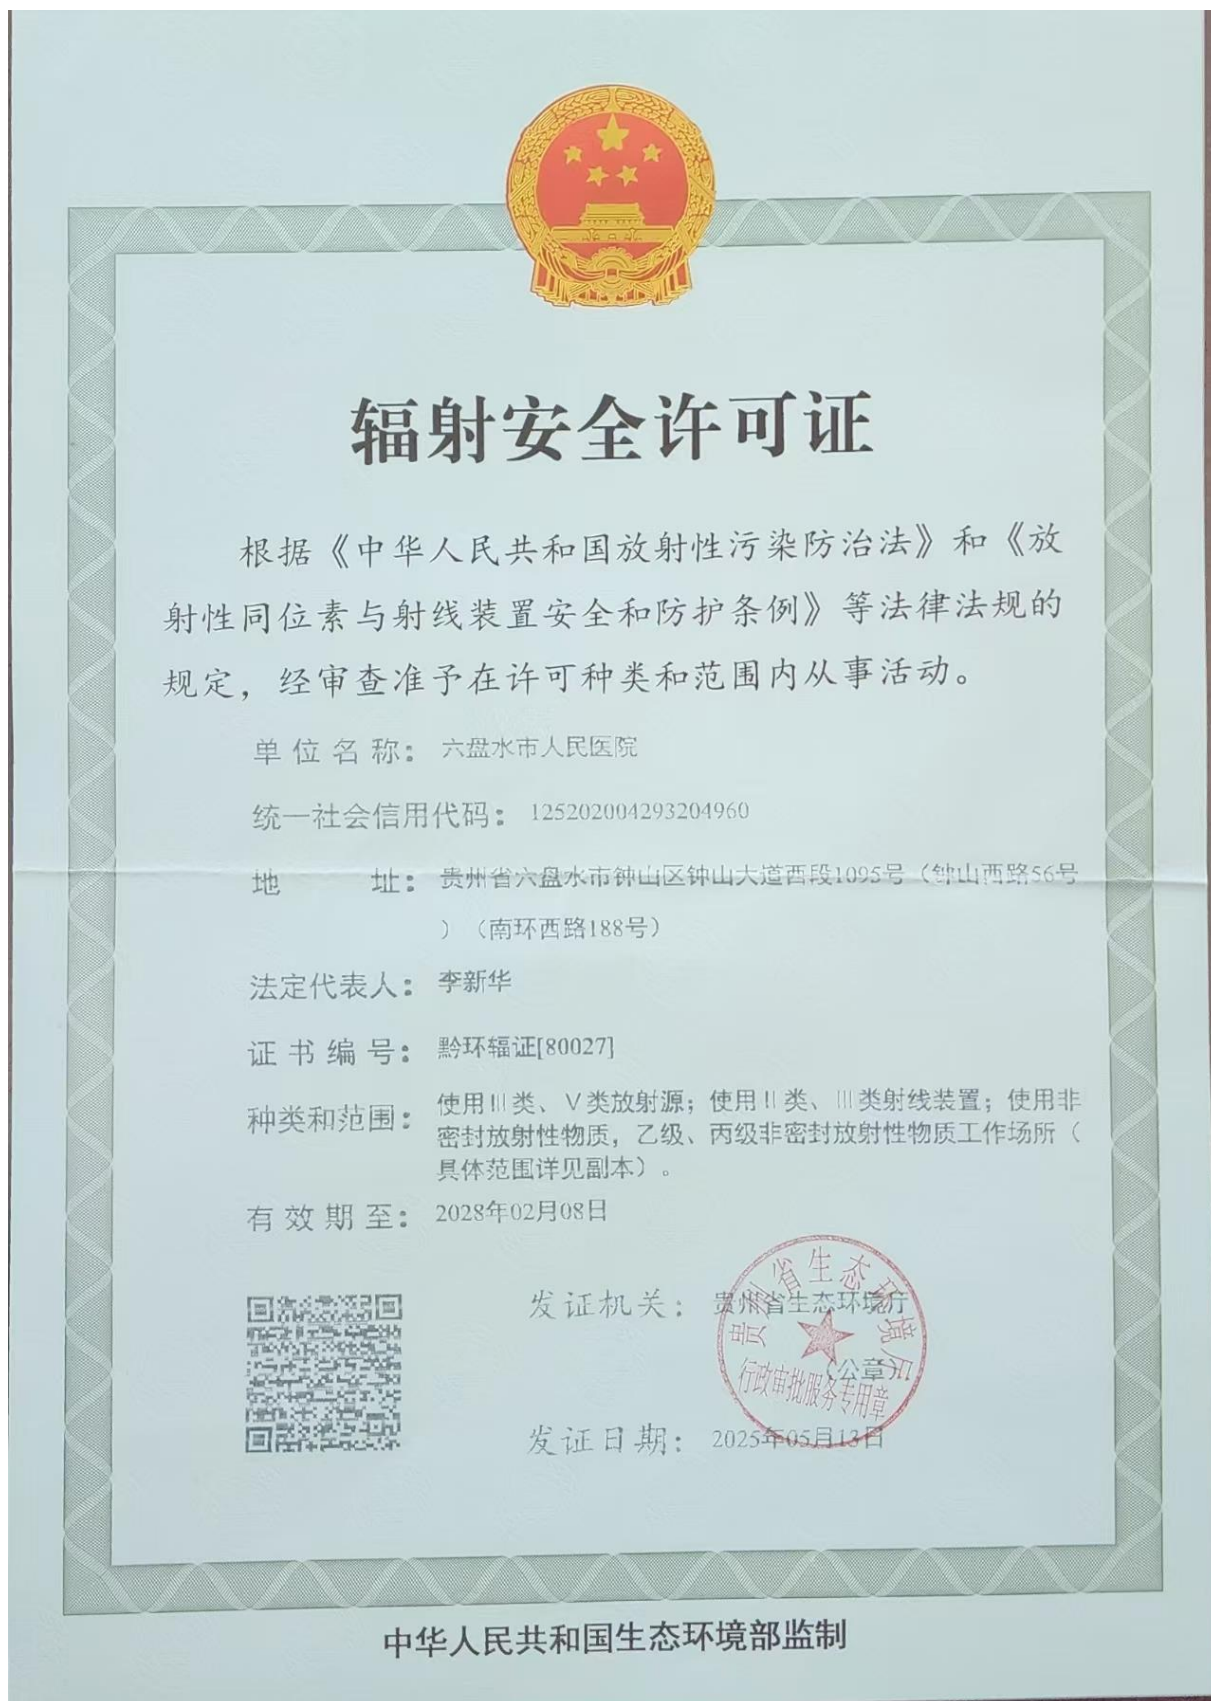 辐射安全许可证
根据《中华人民共和国放射性污染防治法》和《放
射性同位素与射线装置安全和防护条例》等法律法规的
规定，经审查准予在许可种类和范围内从事活动。
单位名称：六盘水市人民医院
统一社会信用代码：125202004293204960
地址：贵州省六盘水市钟山区钟山大道西段1095号（钟山西路56号
）（南环西路188号）
法定代表人：李新华
证书编号：黔环辐证[80027]
种类和范围：使用Ⅲ类、Ⅴ类放射源；使用Ⅱ类、Ⅲ类射线装置；使用非
密封放射性物质，乙级、丙级非密封放射性物质工作场所（
具体范围详见副本）。
有效期至：2028年02月08日
发证机关：贵州省生态环境厅
（公章）
发证日期：2025年05月13日
贵州省生态环境厅
行政审批服务专用章
中华人民共和国生态环境部监制